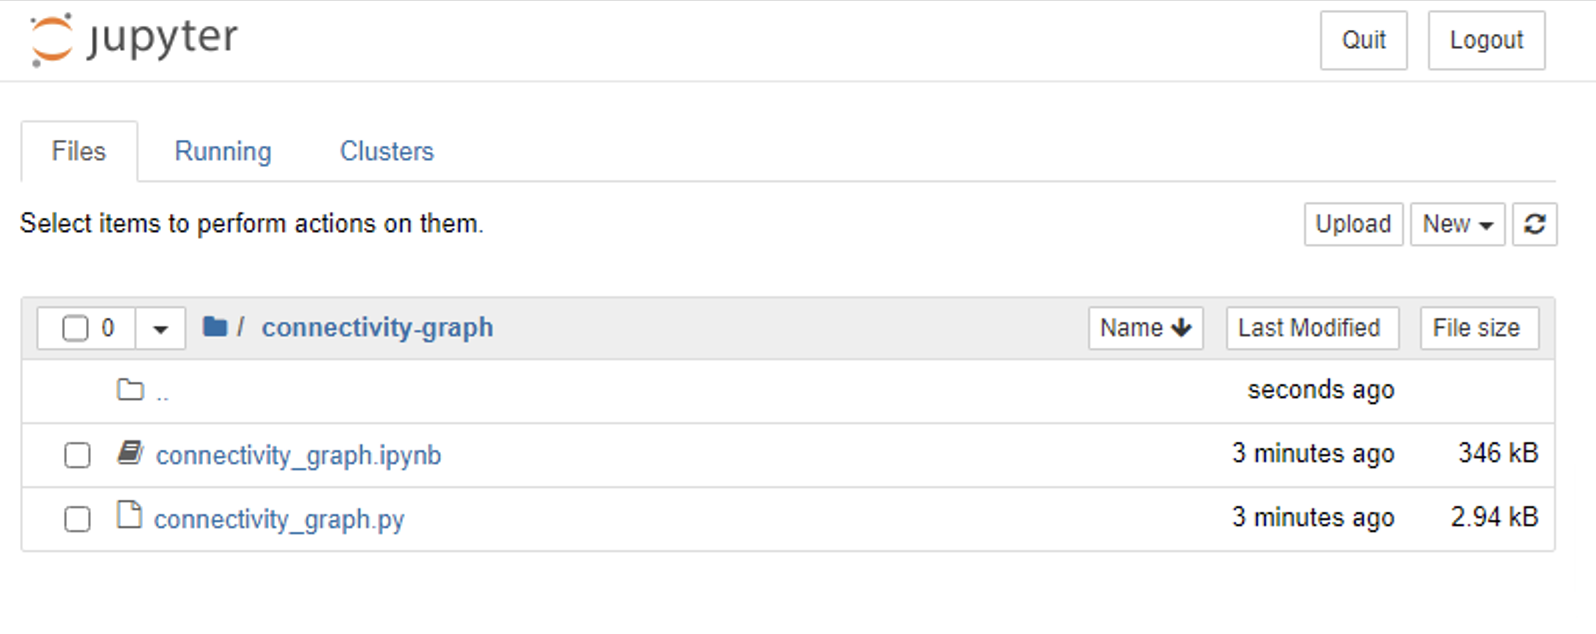 jupyter Quit Logout
Files Running Clusters
Select items to perform actions on them. Upload New
0 / connectivity-graph Name Last Modified File size
.. seconds ago
connectivity_graph.ipynb 3 minutes ago 346 kB
connectivity_graph.py 3 minutes ago 2.94 kB